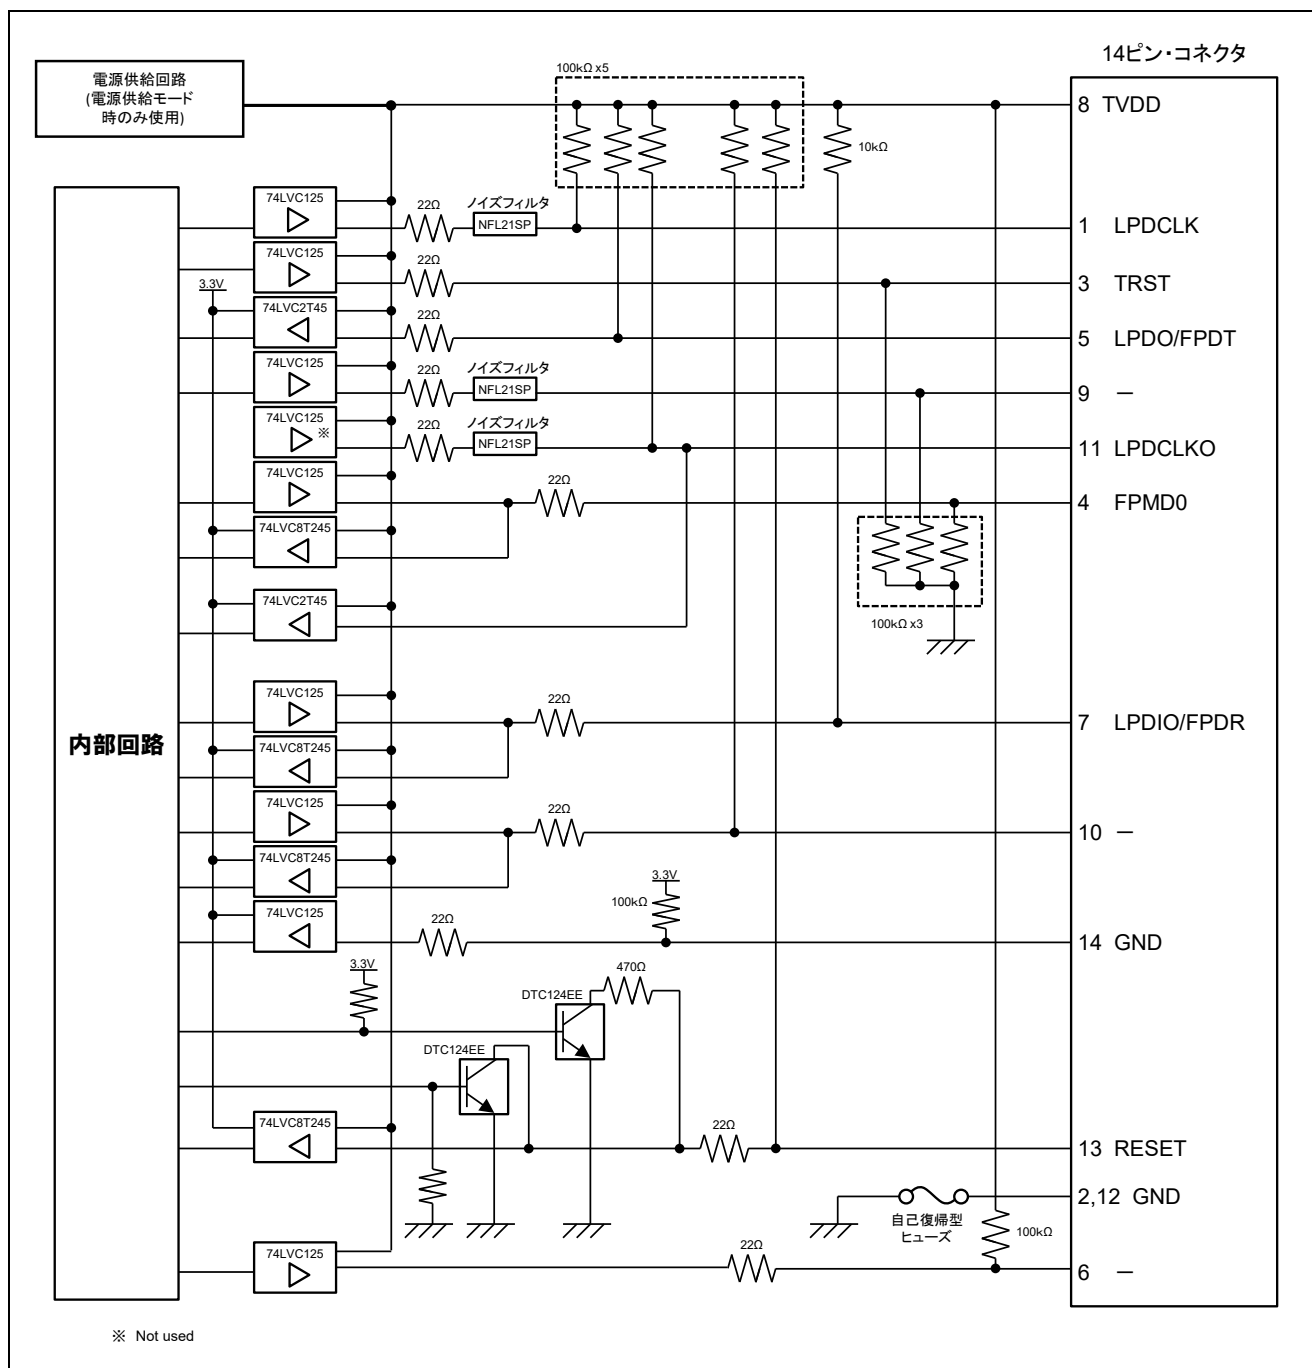 14ピン・コネクタ
電源供給回路
(電源供給モード
時のみ使用)
100kΩ x5
8 TVDD
10kΩ
74LVC125
22Ω
ノイズフィルタ
NFL21SP
1 LPDCLK
74LVC125
22Ω
3 TRST
3.3V
74LVC2T45
22Ω
5 LPDO/FPDT
74LVC125
22Ω
ノイズフィルタ
NFL21SP
9 －
74LVC125
※
22Ω
ノイズフィルタ
NFL21SP
11 LPDCLKO
74LVC125
22Ω
4 FPMD0
74LVC8T245
74LVC2T45
100kΩ x3
74LVC125
22Ω
7 LPDIO/FPDR
内部回路
74LVC8T245
74LVC125
22Ω
10 －
74LVC8T245
3.3V
100kΩ
74LVC125
22Ω
14 GND
3.3V
470Ω
DTC124EE
DTC124EE
74LVC8T245
22Ω
13 RESET
2,12 GND
自己復帰型
ヒューズ
100kΩ
74LVC125
22Ω
6 －
※ Not used